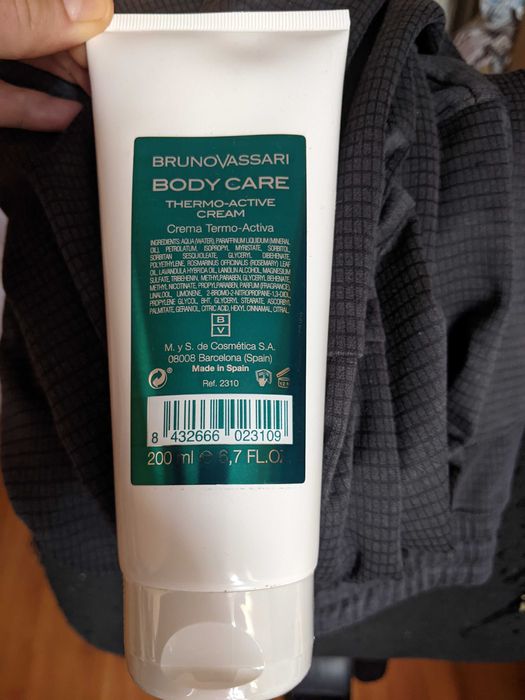 BRUNOVASSARI
BODY CARE
THERMO-ACTIVE
CREAM
Crema Termo-Activa
INGREDIENTS: AQUA (WATER), PARAFFINUM LIQUIDUM (MINERAL
OIL), PETROLATUM, ISOPROPYL MYRISTATE, SORBITOL,
SORBITAN SESQUIOLEATE, GLYCERYL DIBEHENATE,
POLYETHYLENE, ROSMARINUS OFFICINALIS (ROSEMARY) LEAF
OIL, LAVANDULA HYBRIDA OIL, LANOLIN ALCOHOL, MAGNESIUM
SULFATE, TRIBEHENIN, METHYLPARABEN, GLYCERYL BEHENATE,
METHYL NICOTINATE, PROPYLPARABEN, PARFUM (FRAGRANCE),
LINALOOL, LIMONENE, 2-BROMO-2-NITROPROPANE-1,3-DIOL,
PROPYLENE GLYCOL, BHT, GLYCERYL STEARATE, ASCORBYL
PALMITATE, GERANIOL, CITRIC ACID, HEXYL CINNAMAL, CITRAL.
B
V
M. y S. de Cosmética S.A.
08008 Barcelona (Spain)
Made in Spain
Ref. 2310
8 432666 023109
200 ml e 6,7 FL.OZ.